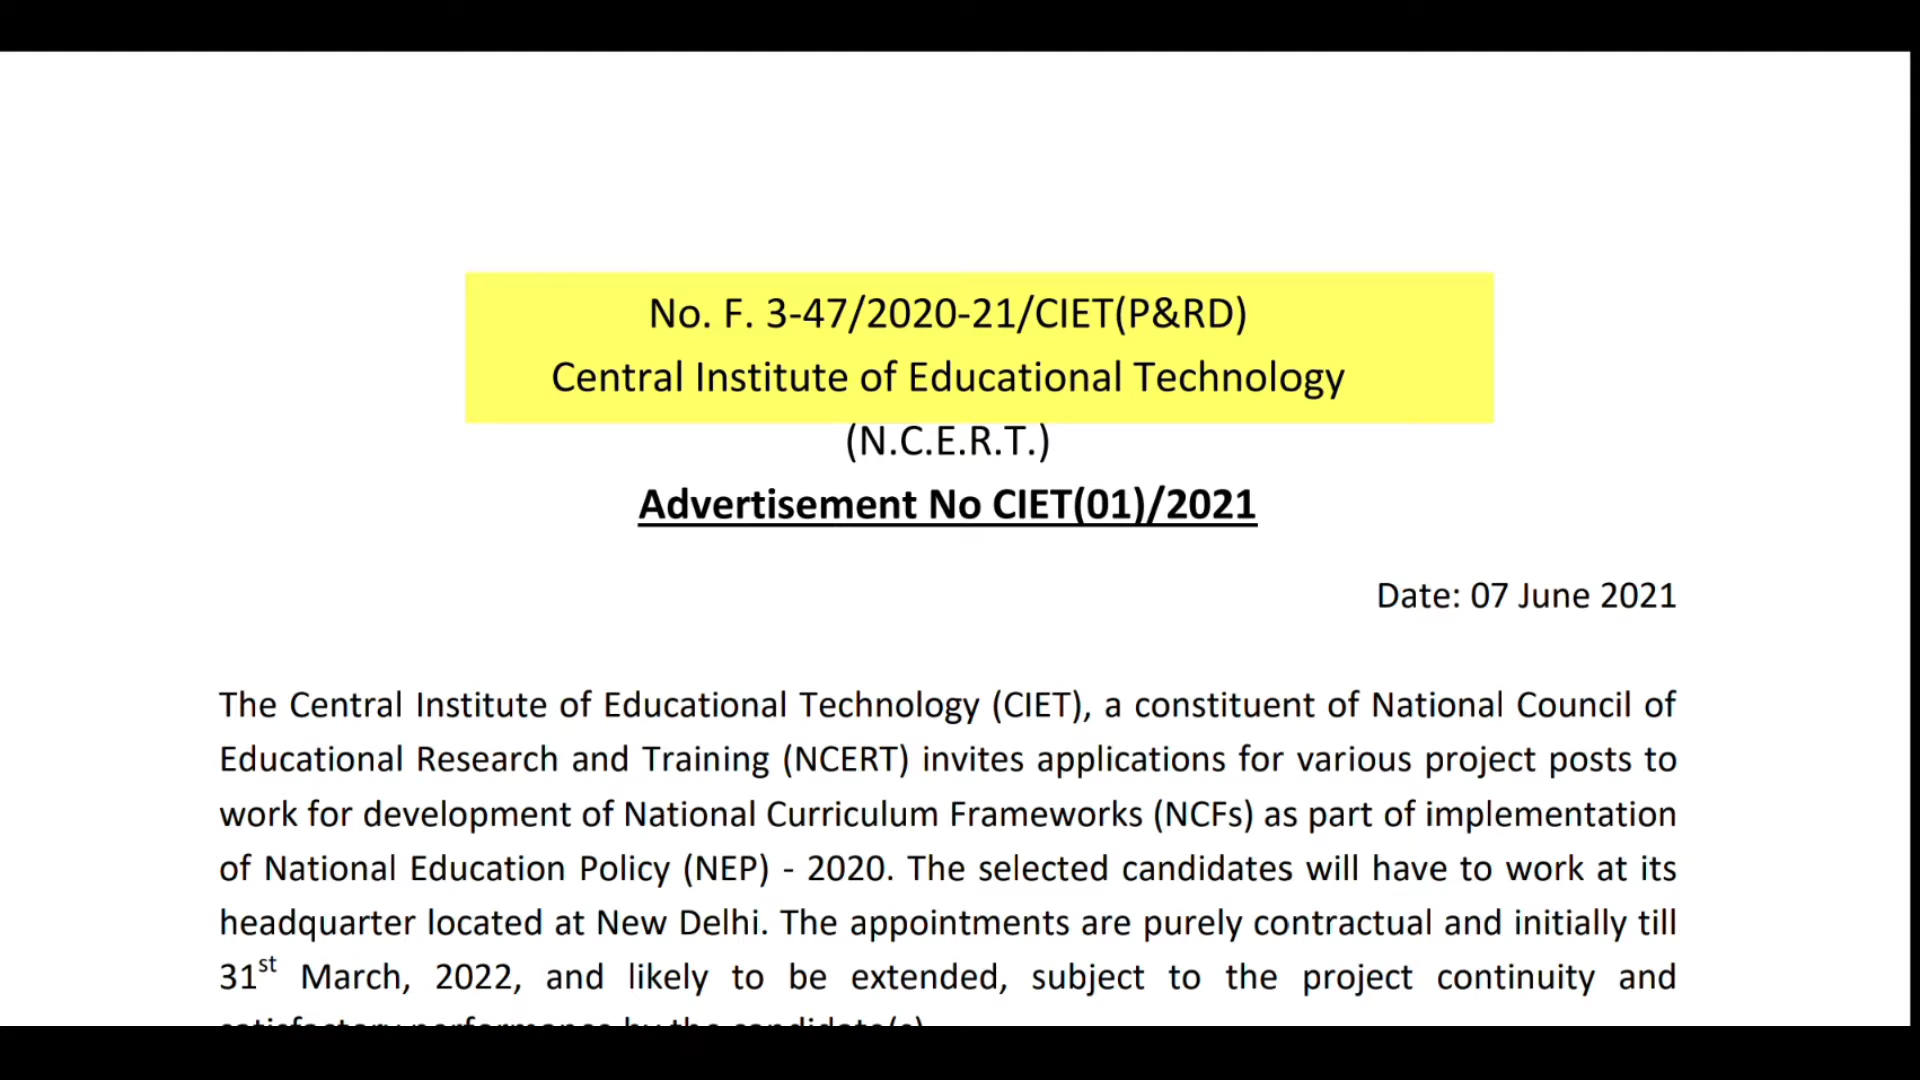 No. F. 3-47/2020-21/CIET(P&RD)
Central Institute of Educational Technology
(N.C.E.R.T.)
Advertisement No CIET(01)/2021
Date: 07 June 2021
The Central Institute of Educational Technology (CIET), a constituent of National Council of
Educational Research and Training (NCERT) invites applications for various project posts to
work for development of National Curriculum Frameworks (NCFs) as part of implementation
of National Education Policy (NEP) - 2020. The selected candidates will have to work at its
headquarter located at New Delhi. The appointments are purely contractual and initially till
31st March, 2022, and likely to be extended, subject to the project continuity and
satisfactory performance by the candidate(s)